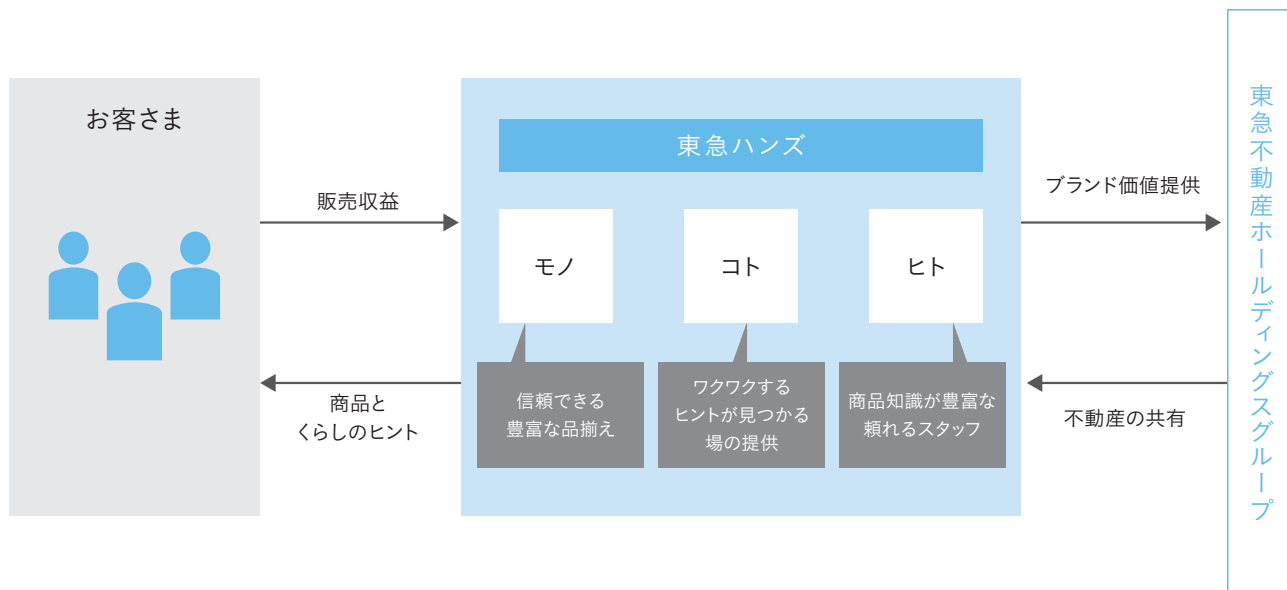 お客さま
販売収益
商品と
くらしのヒント
東急ハンズ
モノ
コト
ヒト
信頼できる
豊富な品揃え
ワクワクする
ヒントが見つかる
場の提供
商品知識が豊富な
頼れるスタッフ
ブランド価値提供
不動産の共有
東急不動産ホールディングスグループ